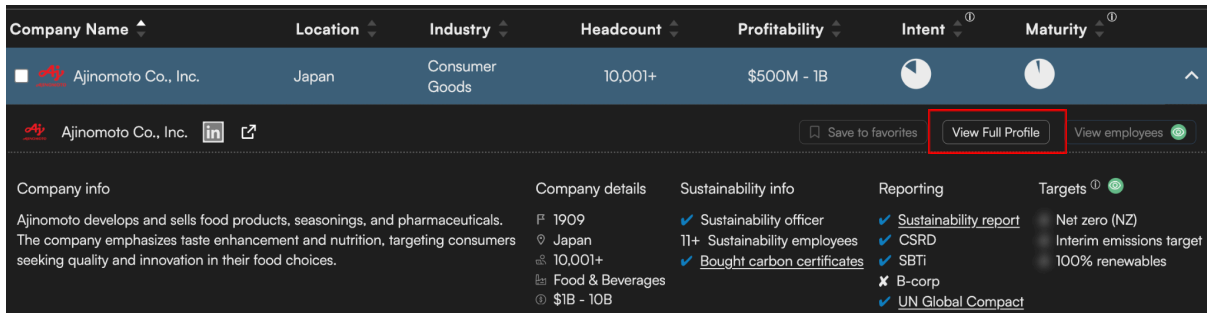 Company Name Location Industry Headcount Profitability Intent Maturity
Ajinomoto Co., Inc. Japan Consumer Goods 10,001+ $500M - 1B
Ajinomoto Co., Inc. in Save to favorites View Full Profile View employees
Company info
Ajinomoto develops and sells food products, seasonings, and pharmaceuticals.
The company emphasizes taste enhancement and nutrition, targeting consumers
seeking quality and innovation in their food choices.
Company details
1909
Japan
10,001+
Food & Beverages
$1B - 10B
Sustainability info
✔ Sustainability officer
11+ Sustainability employees
✔ Bought carbon certificates
Reporting
✔ Sustainability report
✔ CSRD
✔ SBTi
✘ B-corp
✔ UN Global Compact
Targets
Net zero (NZ)
Interim emissions target
100% renewables